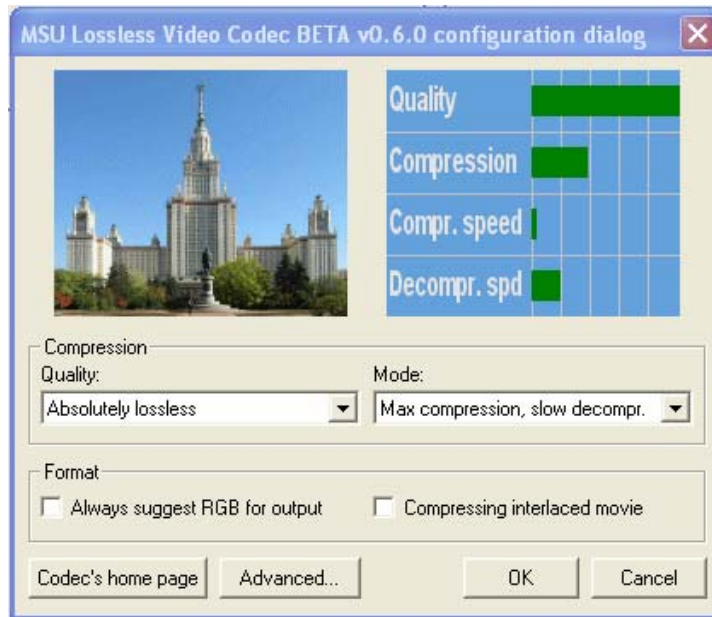 MSU Lossless Video Codec BETA v0.6.0 configuration dialog
Quality
Compression
Compr. speed
Decompr. spd
Compression
Quality:
Mode:
Absolutely lossless
Max compression, slow decompr.
Format
Always suggest RGB for output
Compressing interlaced movie
Codec's home page
Advanced...
OK
Cancel